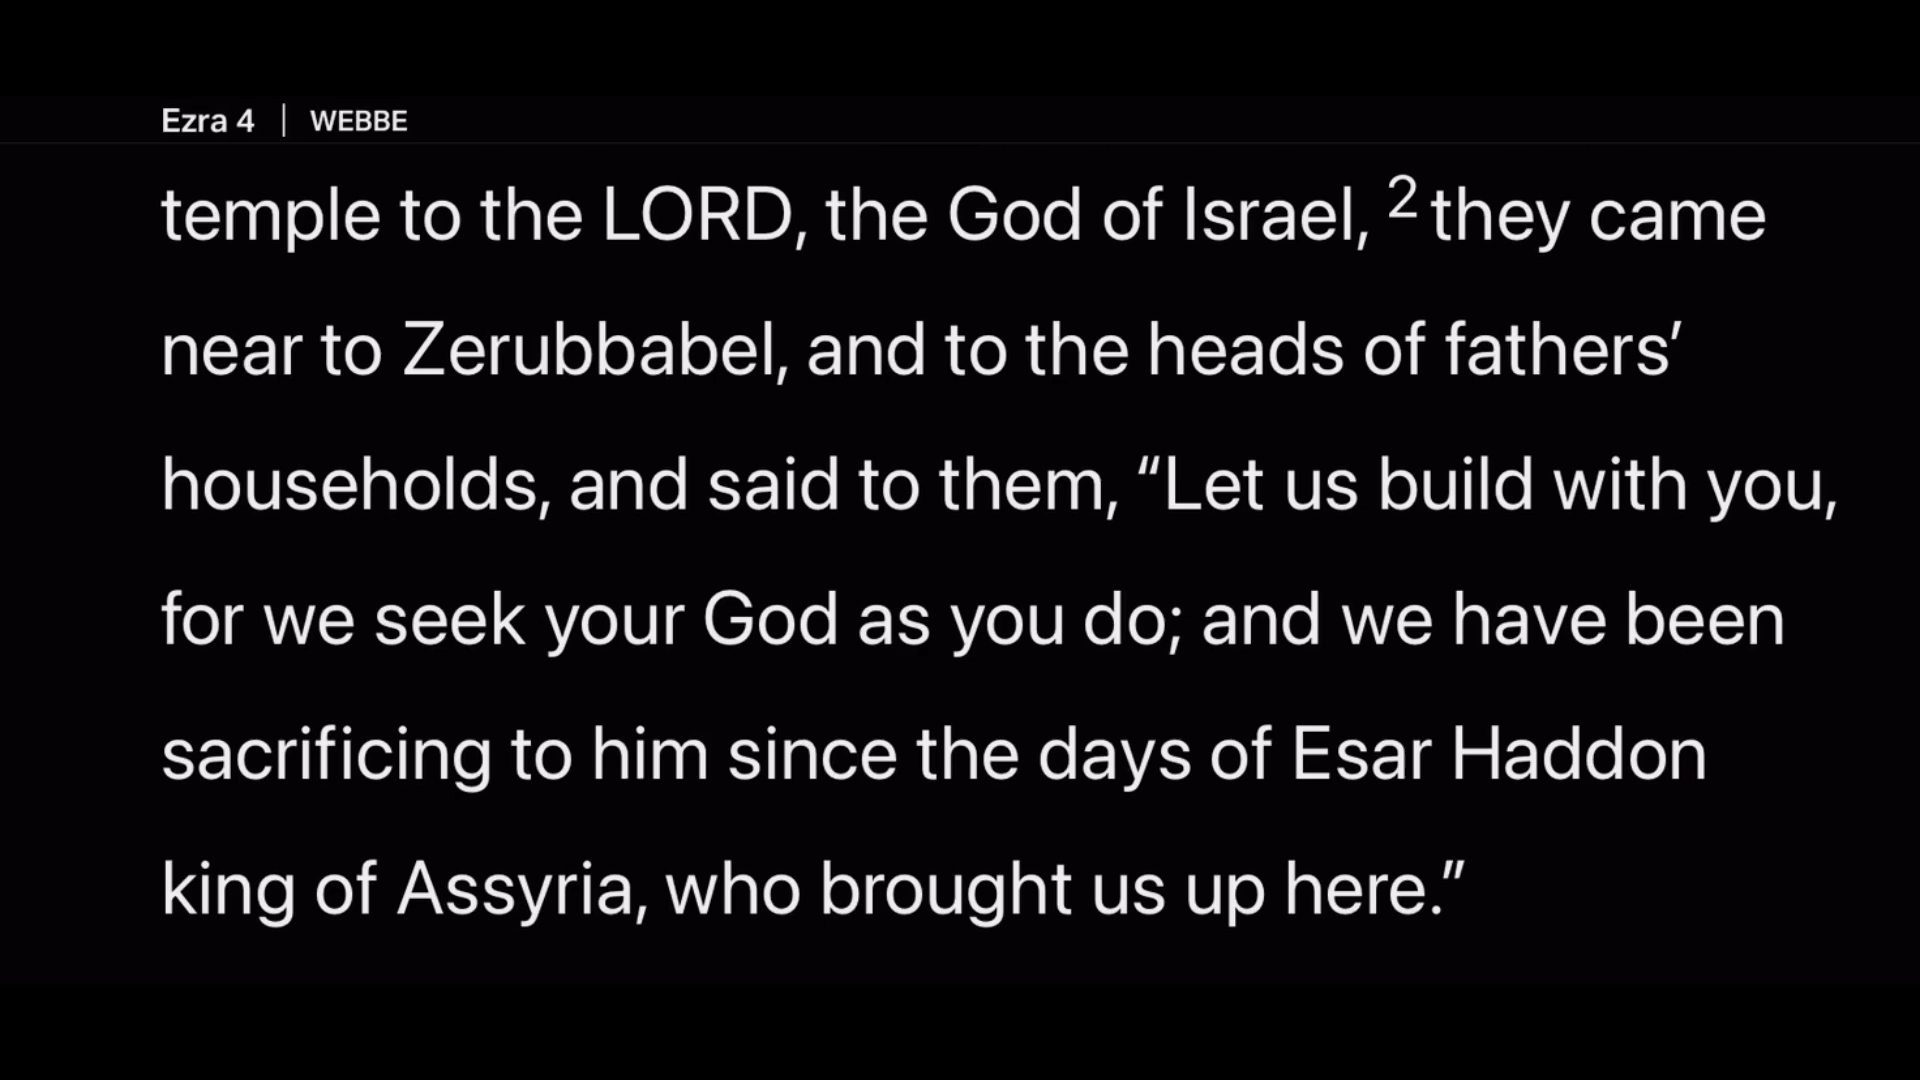 Ezra 4 | WEBBE
temple to the LORD, the God of Israel, 2 they came
near to Zerubbabel, and to the heads of fathers’
households, and said to them, “Let us build with you,
for we seek your God as you do; and we have been
sacrificing to him since the days of Esar Haddon
king of Assyria, who brought us up here.”